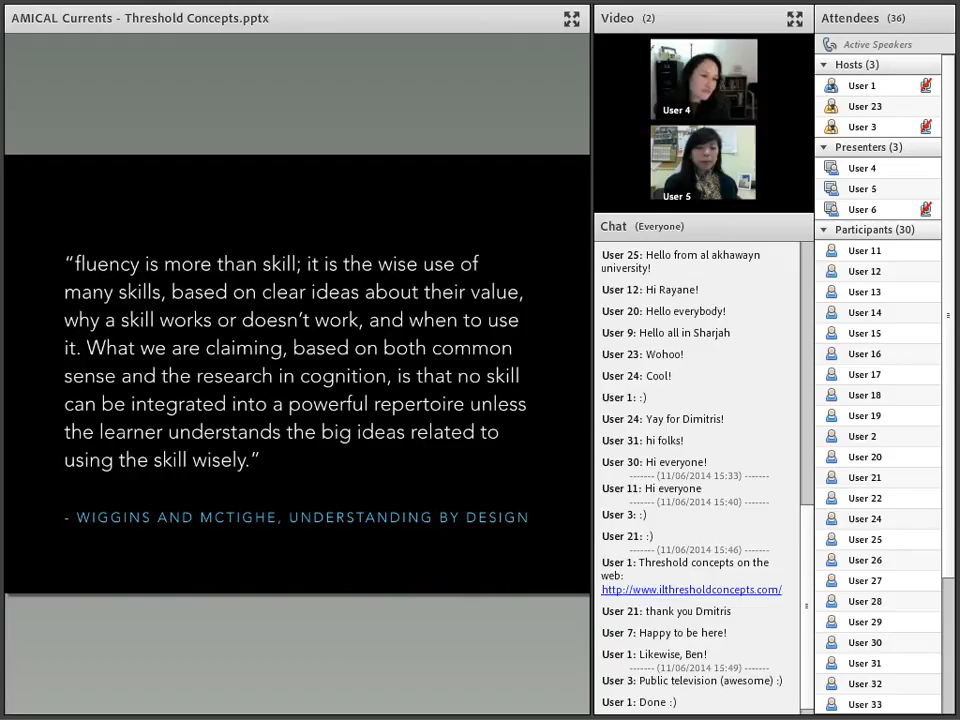 AMICAL Currents - Threshold Concepts.pptx
“fluency is more than skill; it is the wise use of
many skills, based on clear ideas about their value,
why a skill works or doesn’t work, and when to use
it. What we are claiming, based on both common
sense and the research in cognition, is that no skill
can be integrated into a powerful repertoire unless
the learner understands the big ideas related to
using the skill wisely.”
- WIGGINS AND MCTIGHE, UNDERSTANDING BY DESIGN
Video (2)
User 4
User 5
Chat (Everyone)
User 25: Hello from al akhawayn
university!
User 12: Hi Rayane!
User 20: Hello everybody!
User 9: Hello all in Sharjah
User 23: Wohoo!
User 24: Cool!
User 1: :)
User 24: Yay for Dimitris!
User 31: hi folks!
User 30: Hi everyone!
------- (11/06/2014 15:33) -------
User 11: Hi everyone
------- (11/06/2014 15:40) -------
User 3: :)
User 21: :)
------- (11/06/2014 15:46) -------
User 1: Threshold concepts on the
web:
http://www.ilthresholdconcepts.com/
User 21: thank you Dmitris
User 7: Happy to be here!
User 1: Likewise, Ben!
------- (11/06/2014 15:49) -------
User 3: Public television (awesome) :)
User 1: Done :)
Attendees (36)
Active Speakers
Hosts (3)
User 1
User 23
User 3
Presenters (3)
User 4
User 5
User 6
Participants (30)
User 11
User 12
User 13
User 14
User 15
User 16
User 17
User 18
User 19
User 2
User 20
User 21
User 22
User 24
User 25
User 26
User 27
User 28
User 29
User 30
User 31
User 32
User 33